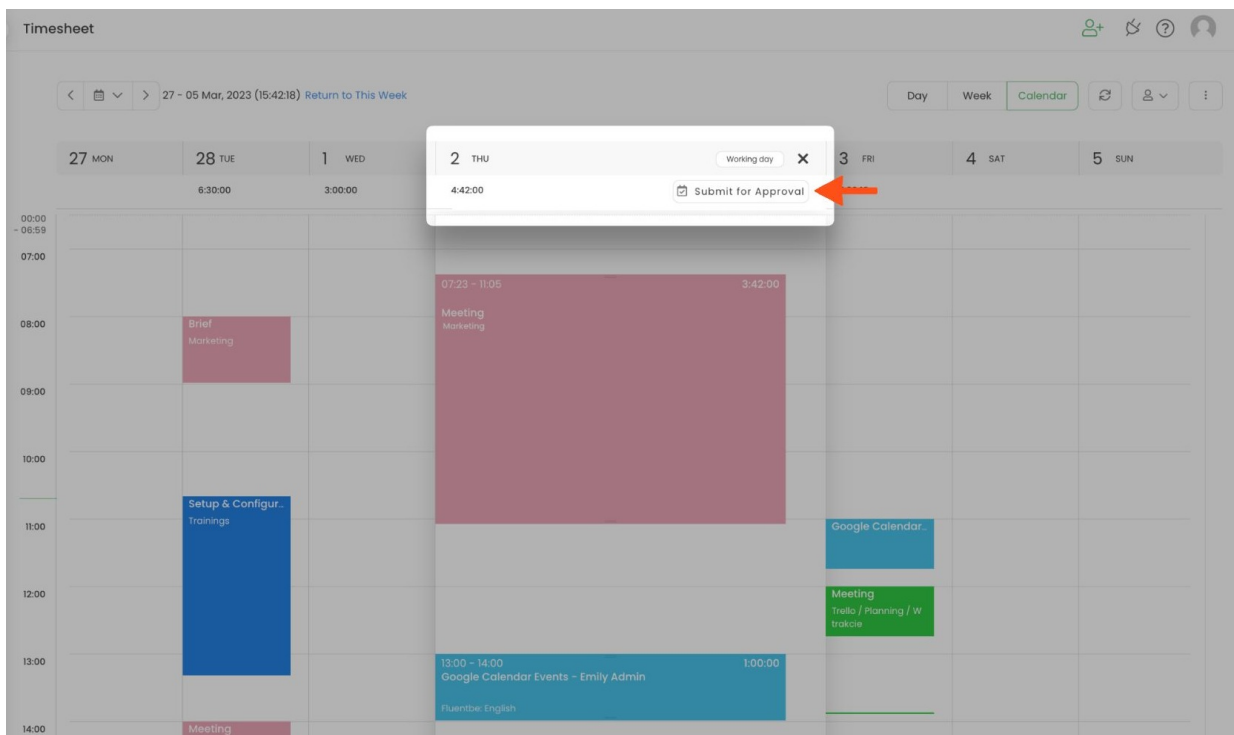 Timesheet
27 - 05 Mar, 2023 (15:42:18) Return to This Week
Day Week Calendar
27 MON 28 TUE 1 WED 2 THU Working day 3 FRI 4 SAT 5 SUN
6:30:00 3:00:00 4:42:00 Submit for Approval
00:00
- 06:59
07:00
07:23 - 11:05 3:42:00
Meeting
Marketing
08:00
Brief
Marketing
09:00
10:00
Setup & Configur..
Trainings
11:00
Google Calendar..
12:00
Meeting
Trello / Planning / W
trakcie
13:00
13:00 - 14:00 1:00:00
Google Calendar Events - Emily Admin
Fluentbe: English
14:00
Meeting